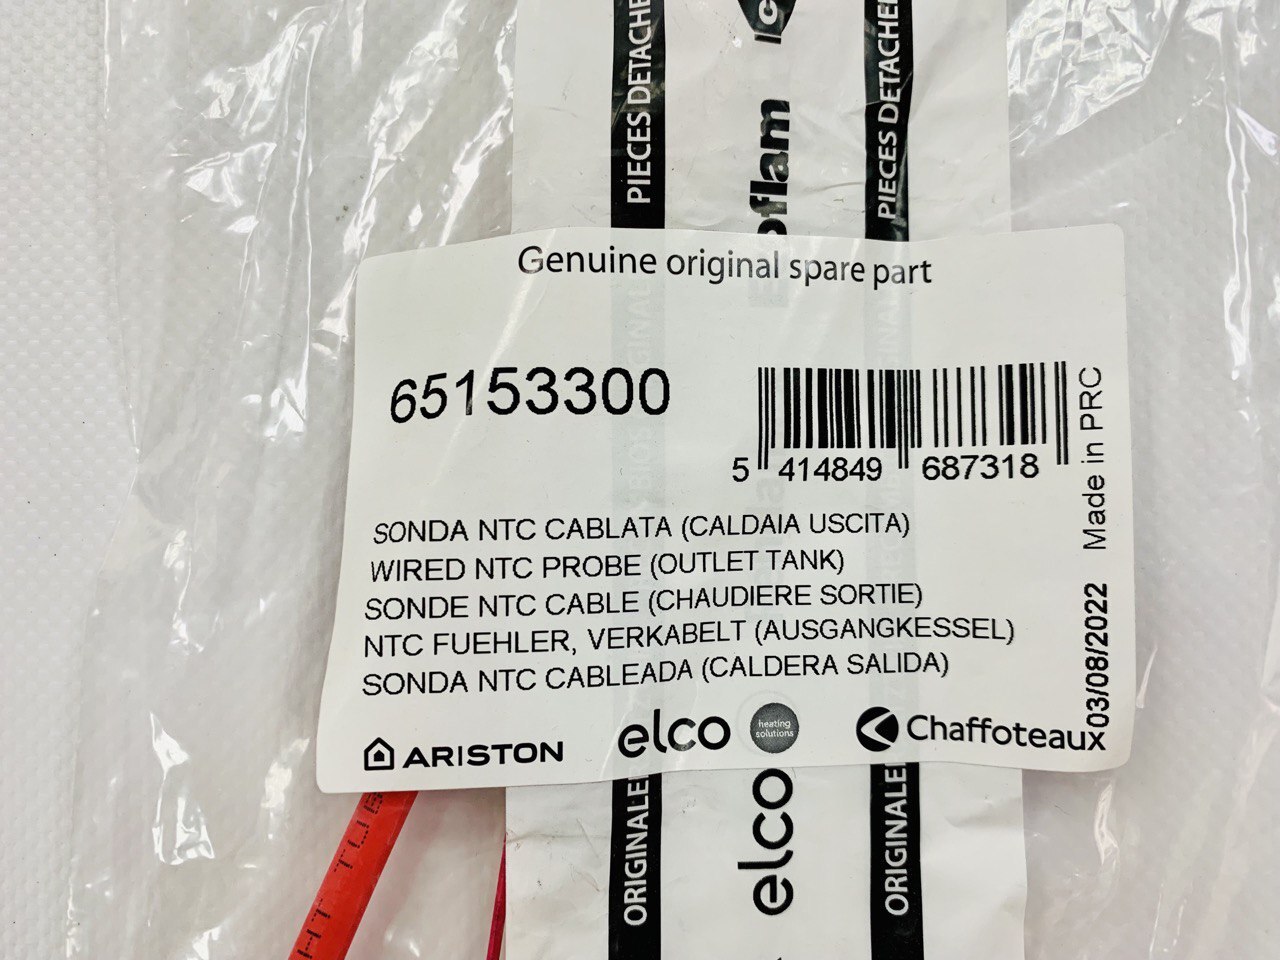 PIECES DETACHE
flam
PIECES DETACHE
Genuine original spare part
65153300
5 414849 687318
Made in PRC
03/08/2022
SONDA NTC CABLATA (CALDAIA USCITA)
WIRED NTC PROBE (OUTLET TANK)
SONDE NTC CABLE (CHAUDIERE SORTIE)
NTC FUEHLER, VERKABELT (AUSGANGKESSEL)
SONDA NTC CABLEADA (CALDERA SALIDA)
ARISTON
elco
heating
solutions
Chaffoteaux
ORIGINALE
elco
ORIGINALE